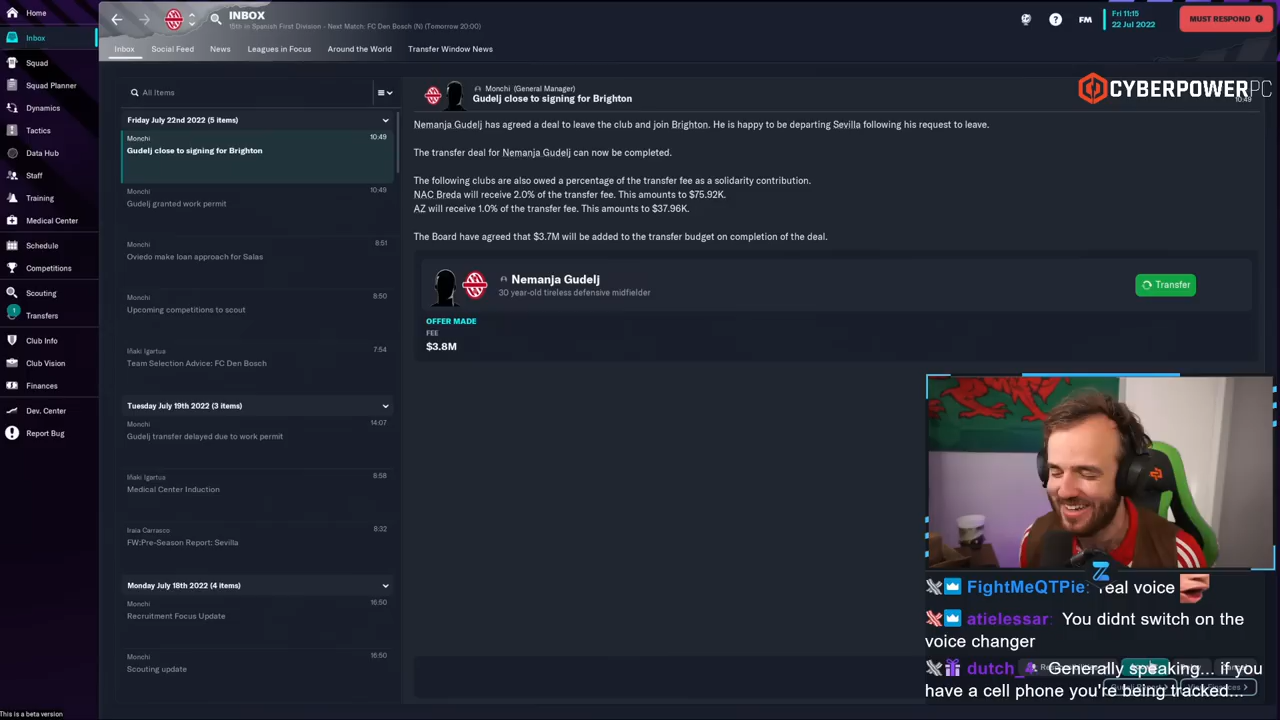 Home
Inbox
Squad
Squad Planner
Dynamics
Tactics
Data Hub
Staff
Training
Medical Center
Schedule
Competitions
Scouting
1
Transfers
Club Info
Club Vision
Finances
Dev. Center
Report Bug
This is a beta version
INBOX
15th in Spanish First Division - Next Match: FC Den Bosch (N) (Tomorrow 20:00)
FM
Fri 11:15
22 Jul 2022
MUST RESPOND
Inbox
Social Feed
News
Leagues in Focus
Around the World
Transfer Window News
All Items
Friday July 22nd 2022 (5 items)
Monchi 10:49
Gudelj close to signing for Brighton
Monchi 10:49
Gudelj granted work permit
Monchi 8:51
Oviedo make loan approach for Salas
Monchi 8:50
Upcoming competitions to scout
Iñaki Igartua 7:54
Team Selection Advice: FC Den Bosch
Tuesday July 19th 2022 (3 items)
Monchi 14:07
Gudelj transfer delayed due to work permit
Iñaki Igartua 8:58
Medical Center Induction
Iraia Carrasco 8:32
FW:Pre-Season Report: Sevilla
Monday July 18th 2022 (4 items)
Monchi 16:50
Recruitment Focus Update
Monchi 16:50
Scouting update
Monchi (General Manager)
Gudelj close to signing for Brighton
CYBERPOWERPC
10:49
Nemanja Gudelj has agreed a deal to leave the club and join Brighton. He is happy to be departing Sevilla following his request to leave.
The transfer deal for Nemanja Gudelj can now be completed.
The following clubs are also owed a percentage of the transfer fee as a solidarity contribution.
NAC Breda will receive 2.0% of the transfer fee. This amounts to $75.92K.
AZ will receive 1.0% of the transfer fee. This amounts to $37.96K.
The Board have agreed that $3.7M will be added to the transfer budget on completion of the deal.
Nemanja Gudelj
30 year-old tireless defensive midfielder
Transfer
OFFER MADE
FEE
$3.8M
FightMeQTPie: real voice
atielessar: You didnt switch on the
voice changer
dutch_4: Generally speaking... if you
have a cell phone you're being tracked...